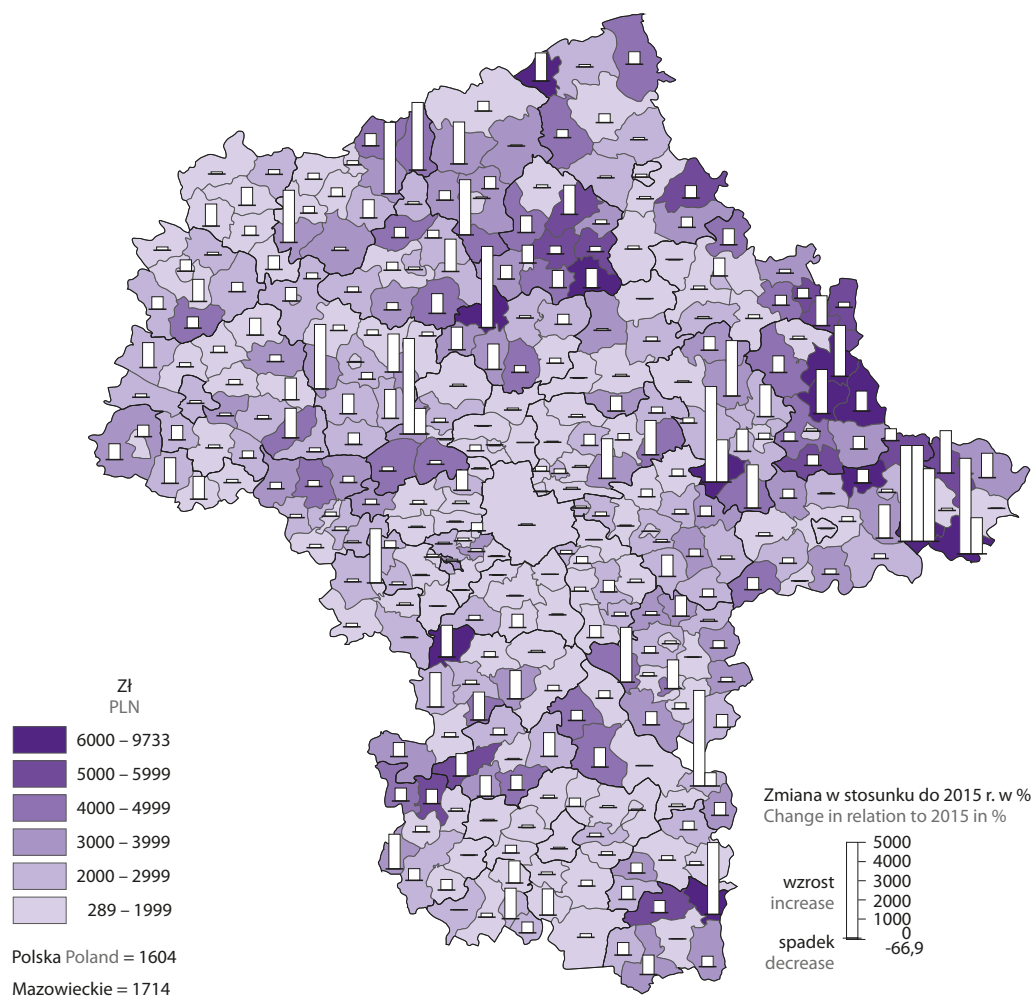 Zł
PLN
6000 – 9733
5000 – 5999
4000 – 4999
3000 – 3999
2000 – 2999
289 – 1999
Polska Poland = 1604
Mazowieckie = 1714
Zmiana w stosunku do 2015 r. w %
Change in relation to 2015 in %
wzrost
increase
spadek
decrease
5000
4000
3000
2000
1000
0
-66,9